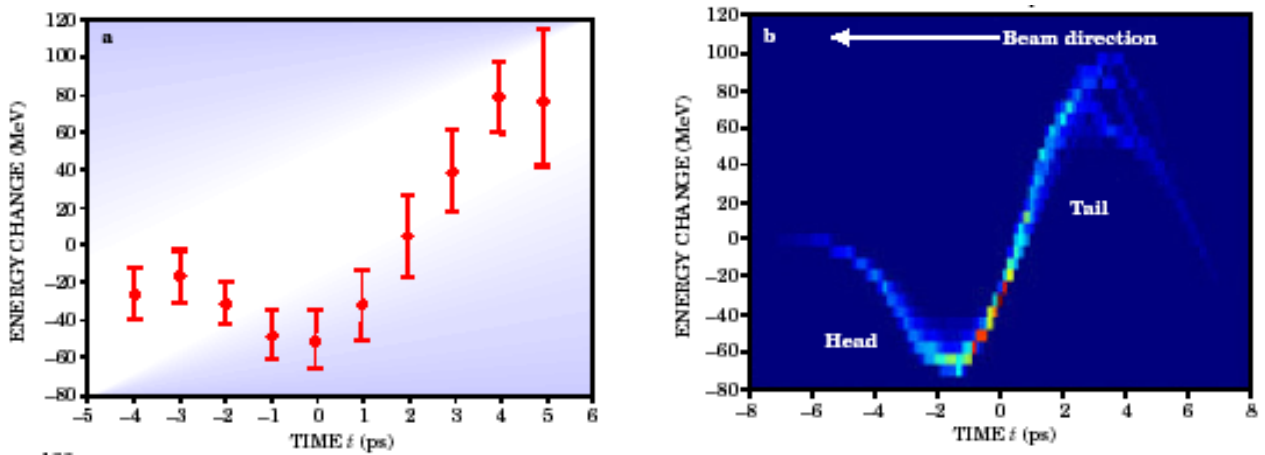 a
120
100
80
60
40
20
0
–20
–40
–60
–80
ENERGY CHANGE (MeV)
–5 –4 –3 –2 –1 0 1 2 3 4 5 6
TIME t (ps)
b
Beam direction
120
100
80
60
40
20
0
–20
–40
–60
–80
ENERGY CHANGE (MeV)
Tail
Head
–8 –6 –4 –2 0 2 4 6 8
TIME t (ps)